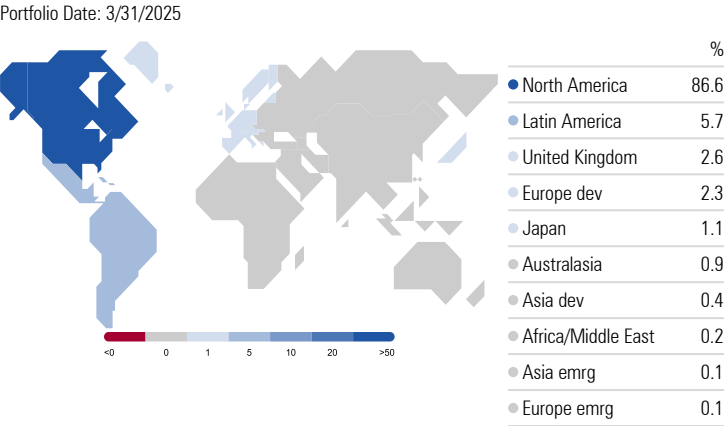 Portfolio Date: 3/31/2025
%
North America 86.6
Latin America 5.7
United Kingdom 2.6
Europe dev 2.3
Japan 1.1
Australasia 0.9
Asia dev 0.4
Africa/Middle East 0.2
Asia emrg 0.1
Europe emrg 0.1
<0 0 1 5 10 20 >50